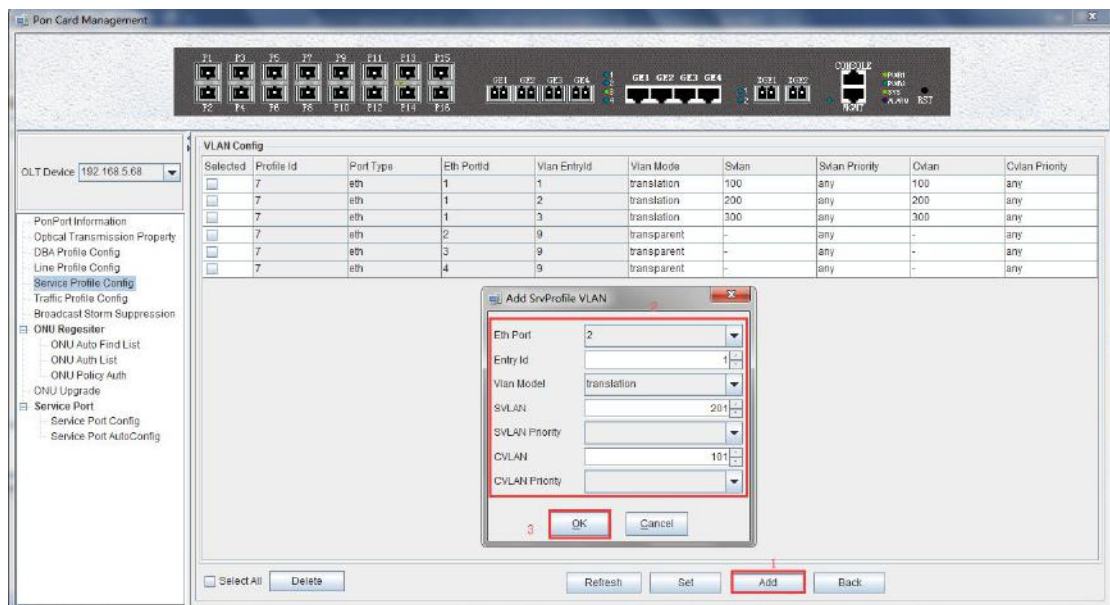 Pon Card Management
P1 P3 P5 P7 P9 P11 P13 P15
P2 P4 P6 P8 P10 P12 P14 P16
GE1 GE2 GE3 GE4
GE1 GE2 GE3 GE4
XGE1 XGE2
CONSOLE
MGMT
PWR1
PWR2
SYS
ALARM
RST
OLT Device 192.168.5.68
PonPort Information
Optical Transmission Property
DBA Profile Config
Line Profile Config
Service Profile Config
Traffic Profile Config
Broadcast Storm Suppression
ONU Regesiter
ONU Auto Find List
ONU Auth List
ONU Policy Auth
ONU Upgrade
Service Port
Service Port Config
Service Port AutoConfig
VLAN Config
Selected Profile Id Port Type Eth PortId Vlan EntryId Vlan Mode Svlan Svlan Priority Cvlan Cvlan Priority
7 eth 1 1 translation 100 any 100 any
7 eth 1 2 translation 200 any 200 any
7 eth 1 3 translation 300 any 300 any
7 eth 2 9 transparent - any - any
7 eth 3 9 transparent - any - any
7 eth 4 9 transparent - any - any
Add SrvProfile VLAN
2
Eth Port 2
Entry Id 1
Vlan Model translation
SVLAN 201
SVLAN Priority
CVLAN 101
CVLAN Priority
3 OK Cancel
1
Select All Delete Refresh Set Add Back